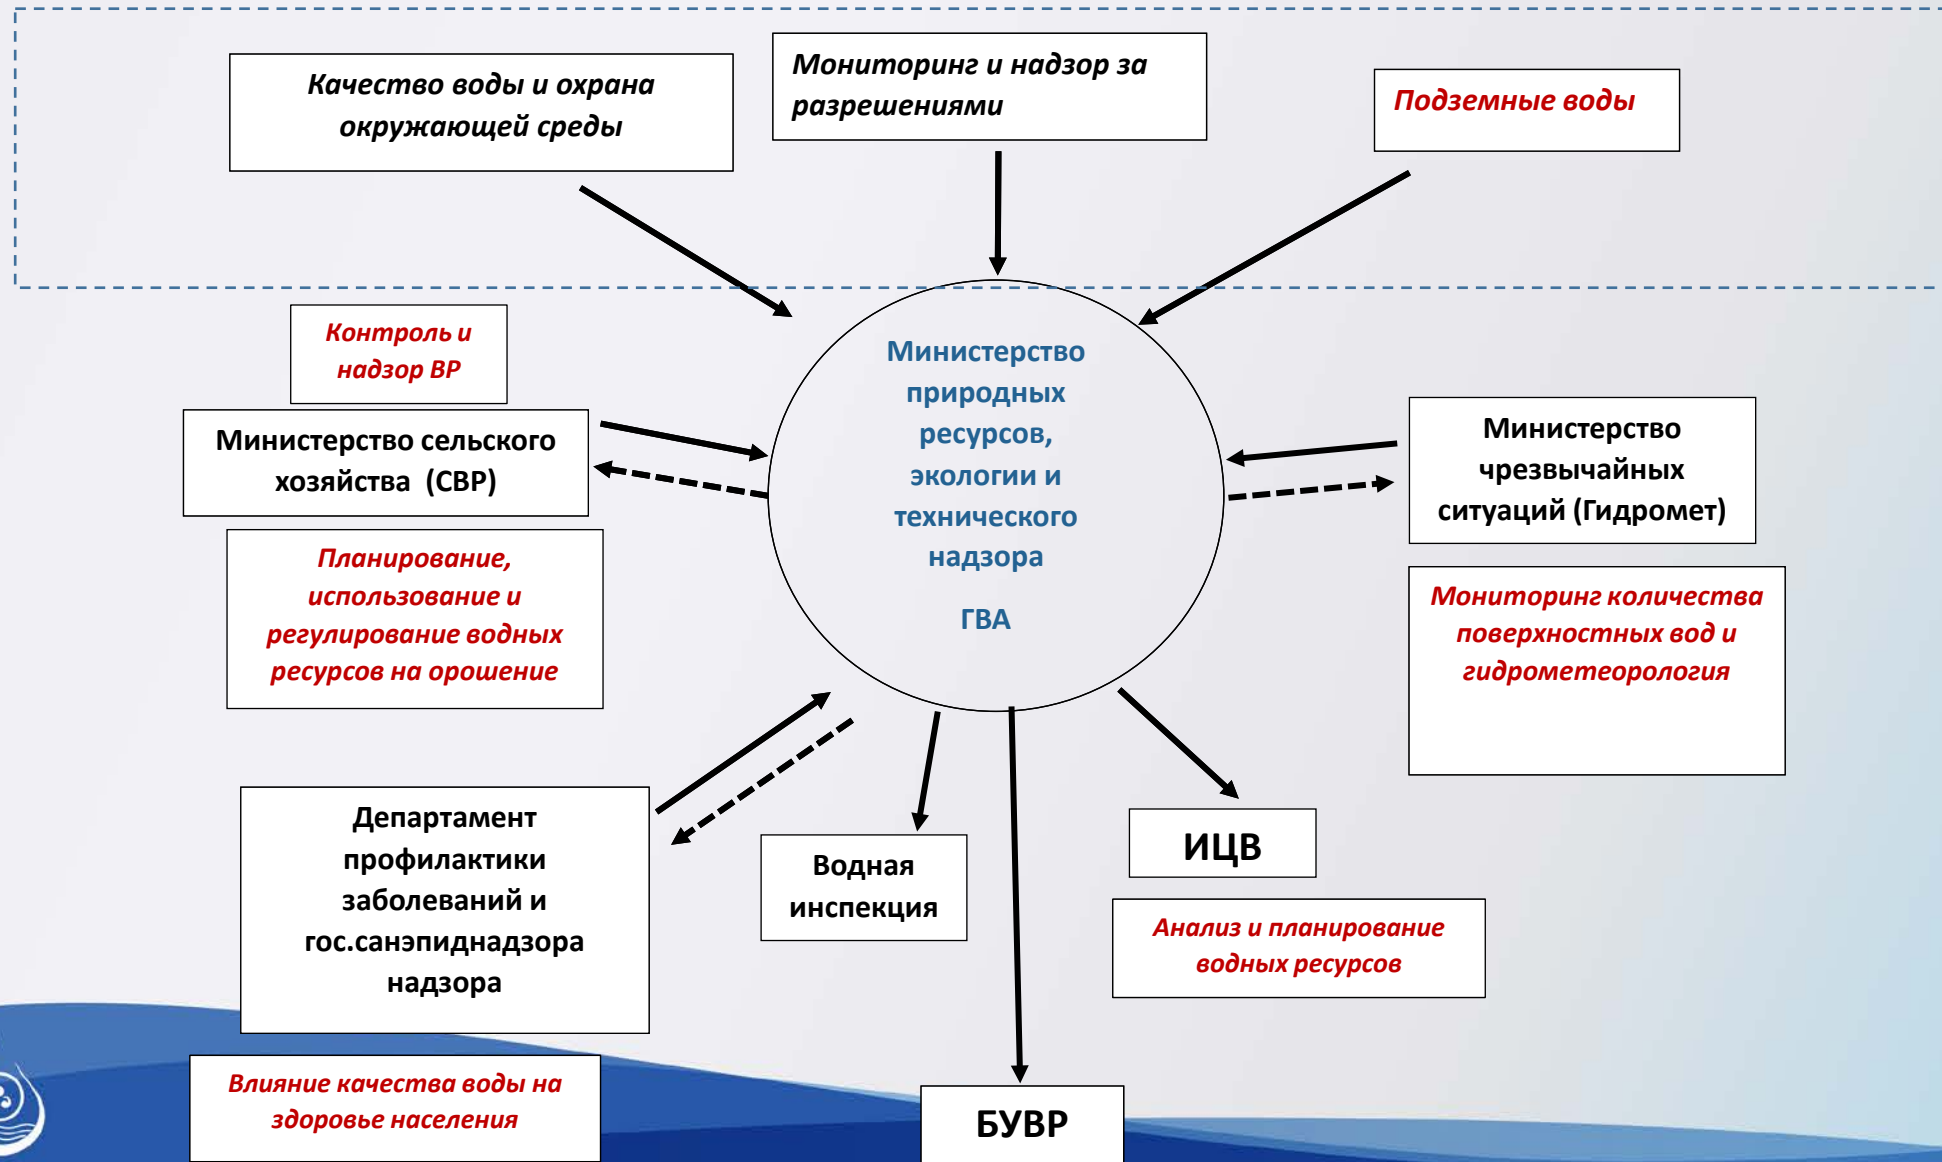 Качество воды и охрана
окружающей среды
Мониторинг и надзор за
разрешениями
Подземные воды
Контроль и
надзор ВР
Министерство сельского
хозяйства (СВР)
Планирование,
использование и
регулирование водных
ресурсов на орошение
Министерство
природных
ресурсов,
экологии и
технического
надзора
ГВА
Министерство
чрезвычайных
ситуаций (Гидромет)
Мониторинг количества
поверхностных вод и
гидрометеорология
Департамент
профилактики
заболеваний и
гос.санэпиднадзора
надзора
Влияние качества воды на
здоровье населения
Водная
инспекция
БУВР
ИЦВ
Анализ и планирование
водных ресурсов